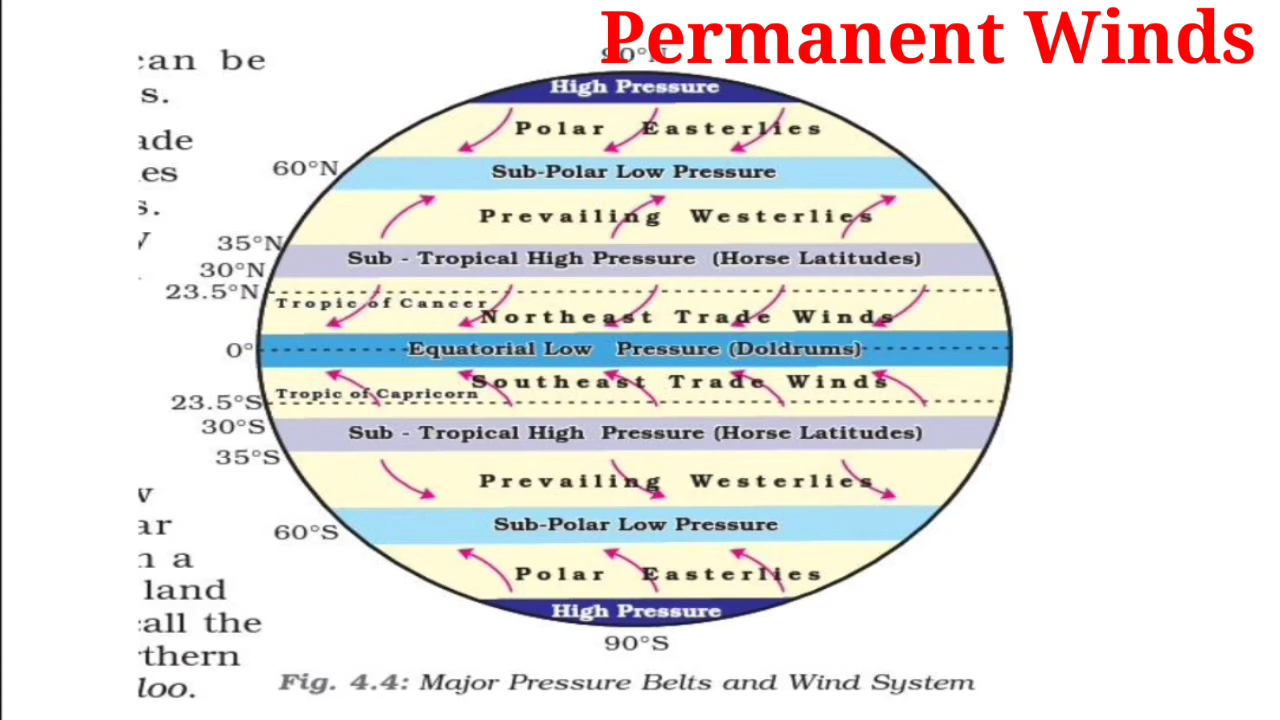 Permanent Winds
can be
s.
ade
es
s.
90°N
High Pressure
Polar Easterlies
60°N
Sub-Polar Low Pressure
Prevailing Westerlies
35°N
Sub - Tropical High Pressure (Horse Latitudes)
30°N
23.5°N
Tropic of Cancer
Northeast Trade Winds
0°
Equatorial Low Pressure (Doldrums)
Southeast Trade Winds
Tropic of Capricorn
23.5°S
30°S
Sub - Tropical High Pressure (Horse Latitudes)
35°S
Prevailing Westerlies
60°S
Sub-Polar Low Pressure
Polar Easterlies
High Pressure
90°S
ar
n a
land
all the
thern
loo.
Fig. 4.4: Major Pressure Belts and Wind System